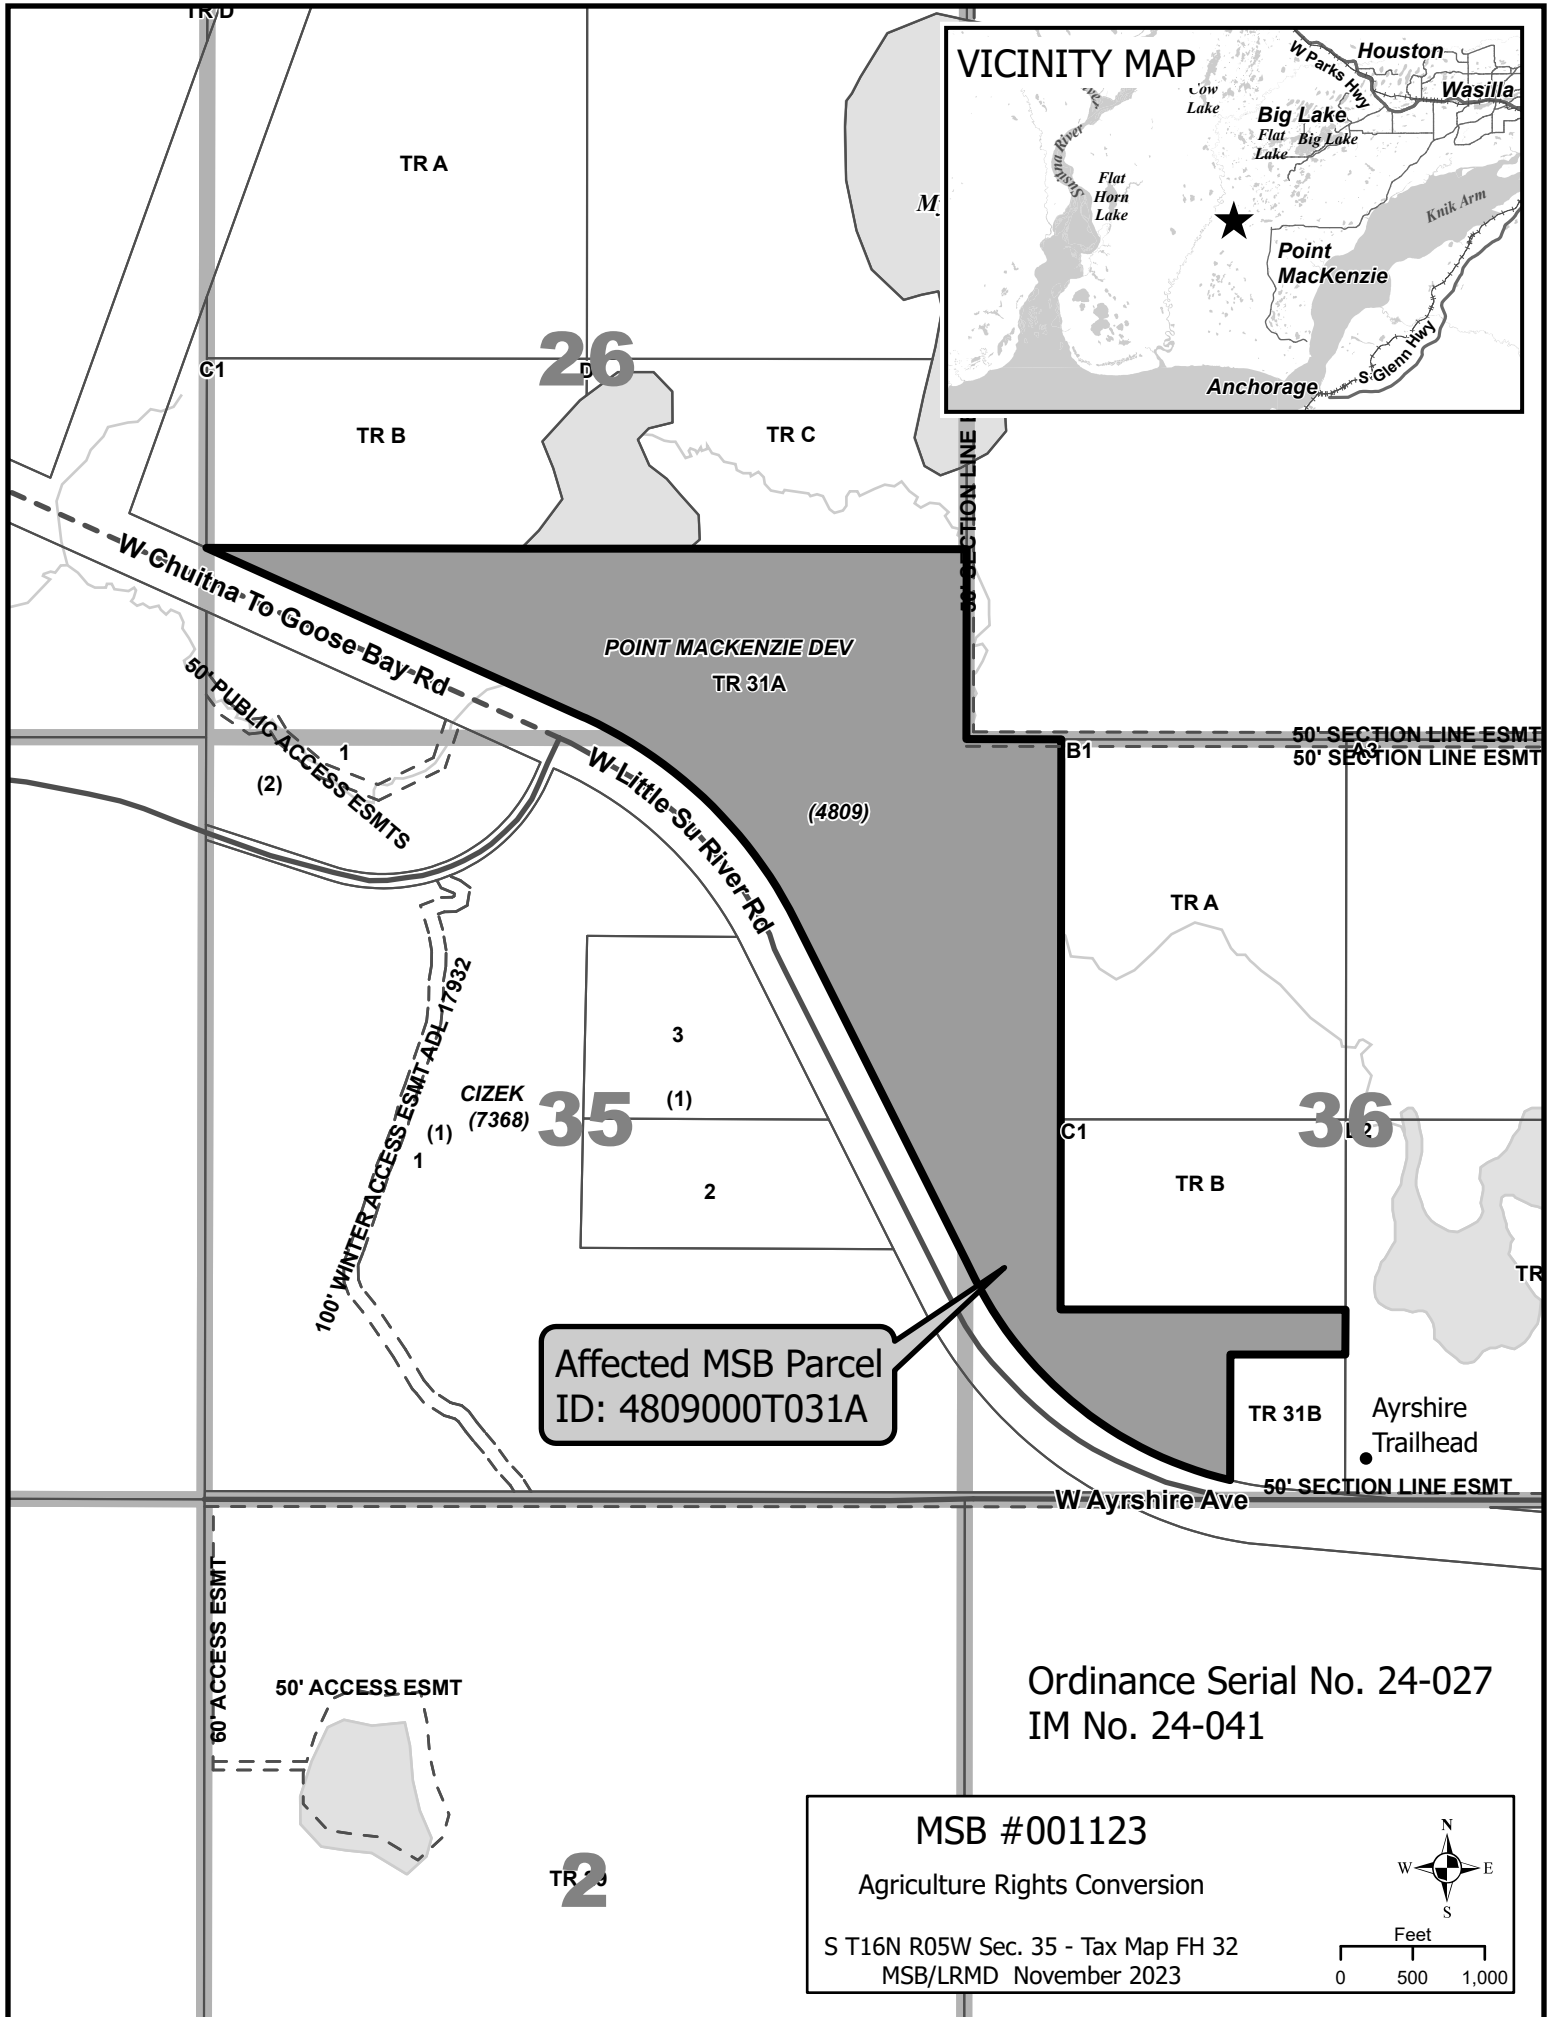 TR D
VICINITY MAP
W Parks Hwy
Houston
Wasilla
Cow
Lake
Big Lake
Flat
Lake
Big Lake
Susitna River
Flat
Horn
Lake
Knik Arm
Point
MacKenzie
S Glenn Hwy
Anchorage
TR A
26
C1
TR B
TR C
W Chuitna To Goose Bay Rd
POINT MACKENZIE DEV
TR 31A
50' PUBLIC ACCESS ESMTS
1
(2)
W Little Su River Rd
(4809)
50' SECTION LINE ESMT
50' SECTION LINE ESMT
B1
A3
TR A
100' WINTER ACCESS ESMT ADL 17932
3
(1)
CIZEK
(7368)
35
(1)
1
2
C1
36
TR B
TR
Affected MSB Parcel
ID: 4809000T031A
TR 31B
Ayrshire
Trailhead
50' SECTION LINE ESMT
W Ayrshire Ave
60' ACCESS ESMT
50' ACCESS ESMT
2
Ordinance Serial No. 24-027
IM No. 24-041
MSB #001123
Agriculture Rights Conversion
S T16N R05W Sec. 35 - Tax Map FH 32
MSB/LRMD November 2023
N
W
E
S
Feet
0 500 1,000